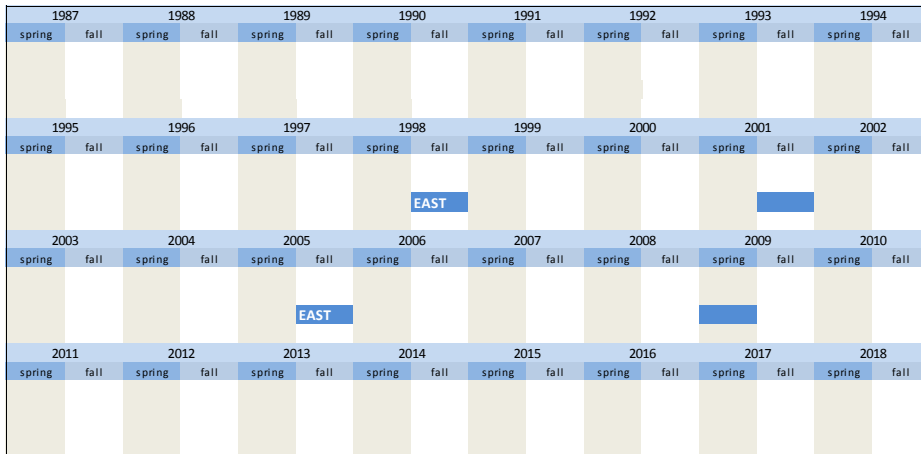 1987 1988 1989 1990 1991 1992 1993 1994
spring fall spring fall spring fall spring fall spring fall spring fall spring fall spring fall
1995 1996 1997 1998 1999 2000 2001 2002
spring fall spring fall spring fall spring fall spring fall spring fall spring fall spring fall
EAST
2003 2004 2005 2006 2007 2008 2009 2010
spring fall spring fall spring fall spring fall spring fall spring fall spring fall spring fall
EAST
2011 2012 2013 2014 2015 2016 2017 2018
spring fall spring fall spring fall spring fall spring fall spring fall spring fall spring fall